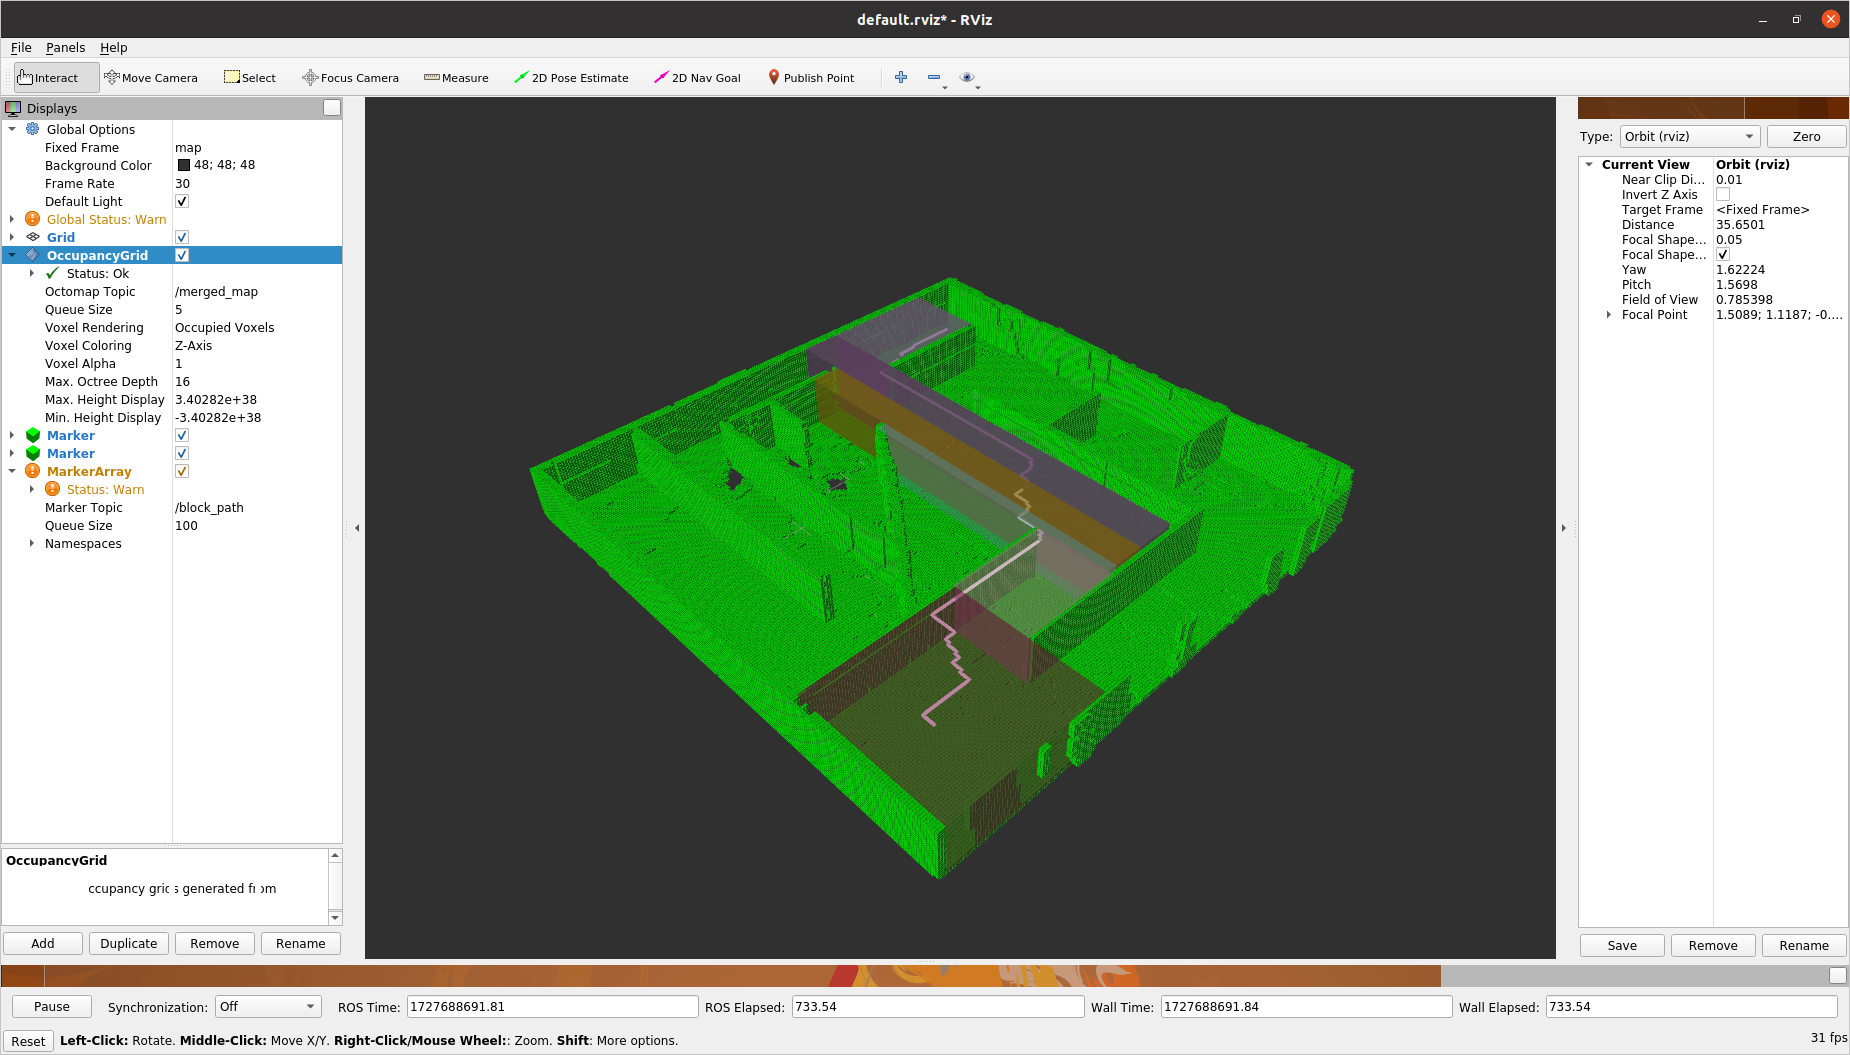 default.rviz* - RViz
File Panels Help
Interact Move Camera Select Focus Camera Measure 2D Pose Estimate 2D Nav Goal Publish Point
Displays
Global Options
Fixed Frame map
Background Color 48; 48; 48
Frame Rate 30
Default Light
Global Status: Warn
Grid
OccupancyGrid
Status: Ok
Octomap Topic /merged_map
Queue Size 5
Voxel Rendering Occupied Voxels
Voxel Coloring Z-Axis
Voxel Alpha 1
Max. Octree Depth 16
Max. Height Display 3.40282e+38
Min. Height Display -3.40282e+38
Marker
Marker
MarkerArray
Status: Warn
Marker Topic /block_path
Queue Size 100
Namespaces
OccupancyGrid
ccupancy gric s generated from
Add Duplicate Remove Rename
Type: Orbit (rviz) Zero
Current View Orbit (rviz)
Near Clip Di... 0.01
Invert Z Axis
Target Frame <Fixed Frame>
Distance 35.6501
Focal Shape... 0.05
Focal Shape...
Yaw 1.62224
Pitch 1.5698
Field of View 0.785398
Focal Point 1.5089; 1.1187; -0....
Save Remove Rename
Pause Synchronization: Off ROS Time: 1727688691.81 ROS Elapsed: 733.54 Wall Time: 1727688691.84 Wall Elapsed: 733.54
Reset Left-Click: Rotate. Middle-Click: Move X/Y. Right-Click/Mouse Wheel:: Zoom. Shift: More options. 31 fps